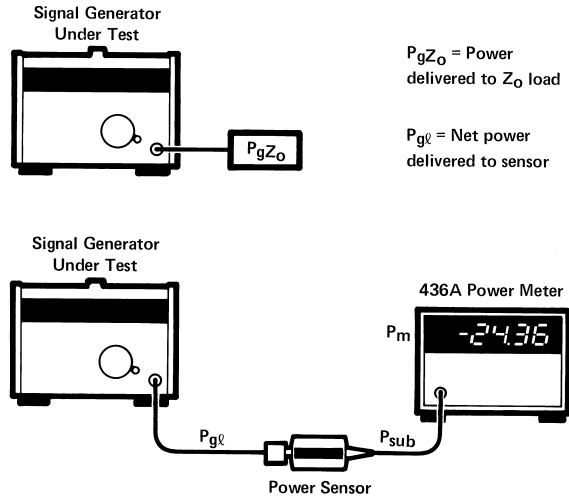 Signal Generator
Under Test
PgZo = Power
delivered to Zo load
PgZo
Pgℓ = Net power
delivered to sensor
Signal Generator
Under Test
436A Power Meter
Pm
-24.36
Pgℓ
Psub
Power Sensor